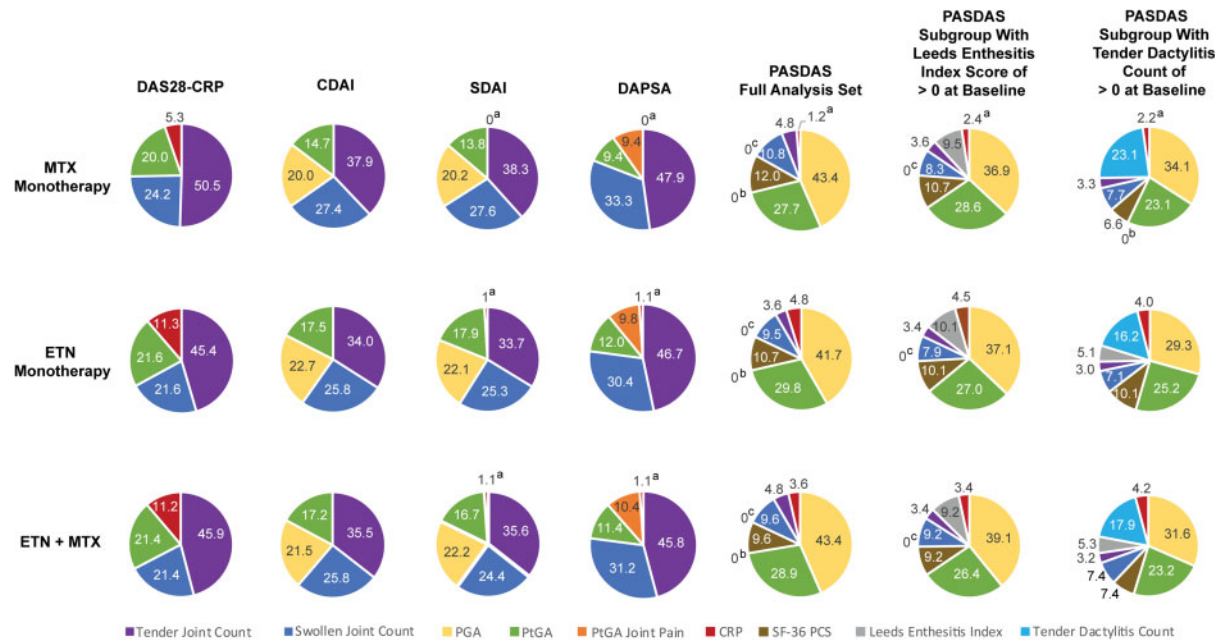 PASDAS
Subgroup With
Leeds Enthesitis
Index Score of
> 0 at Baseline
PASDAS
Subgroup With
Tender Dactylitis
Count of
> 0 at Baseline
DAS28-CRP
CDAI
SDAI
DAPSA
PASDAS
Full Analysis Set
MTX
Monotherapy
5.3
20.0
24.2
50.5
14.7
20.0
27.4
37.9
0a
13.8
20.2
27.6
38.3
0a
9.4
9.4
33.3
47.9
1.2a
4.8
0c
10.8
12.0
0b
27.7
43.4
2.4a
9.5
3.6
0c
8.3
10.7
28.6
36.9
2.2a
23.1
3.3
7.7
6.6
0b
23.1
34.1
ETN
Monotherapy
11.3
21.6
21.6
45.4
17.5
22.7
25.8
34.0
1a
17.9
22.1
25.3
33.7
1.1a
9.8
12.0
30.4
46.7
4.8
3.6
0c
9.5
10.7
0b
29.8
41.7
4.5
10.1
3.4
0c
7.9
10.1
27.0
37.1
4.0
16.2
5.1
3.0
7.1
10.1
25.2
29.3
ETN + MTX
11.2
21.4
21.4
45.9
17.2
21.5
25.8
35.5
1.1a
16.7
22.2
24.4
35.6
1.1a
10.4
11.4
31.2
45.8
3.6
4.8
0c
9.6
9.6
0b
28.9
43.4
3.4
9.2
3.4
0c
9.2
9.2
26.4
39.1
4.2
17.9
5.3
3.2
7.4
7.4
23.2
31.6
Tender Joint Count Swollen Joint Count PGA PtGA PtGA Joint Pain CRP SF-36 PCS Leeds Enthesitis Index Tender Dactylitis Count